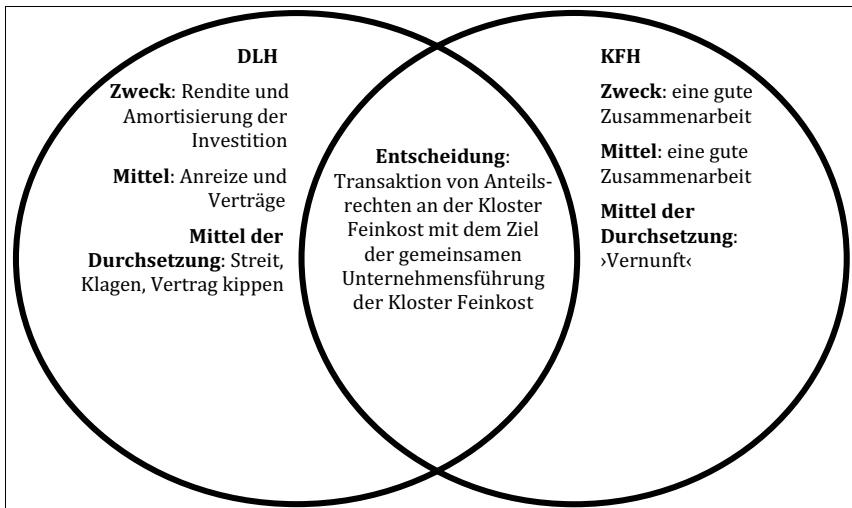 DLH
Zweck: Rendite und
Amortisierung der
Investition
Mittel: Anreize und
Verträge
Mittel der
Durchsetzung: Streit,
Klagen, Vertrag kippen
Entscheidung:
Transaktion von Anteils-
rechten an der Kloster
Feinkost mit dem Ziel
der gemeinsamen
Unternehmensführung
der Kloster Feinkost
KFH
Zweck: eine gute
Zusammenarbeit
Mittel: eine gute
Zusammenarbeit
Mittel der
Durchsetzung:
›Vernunft‹